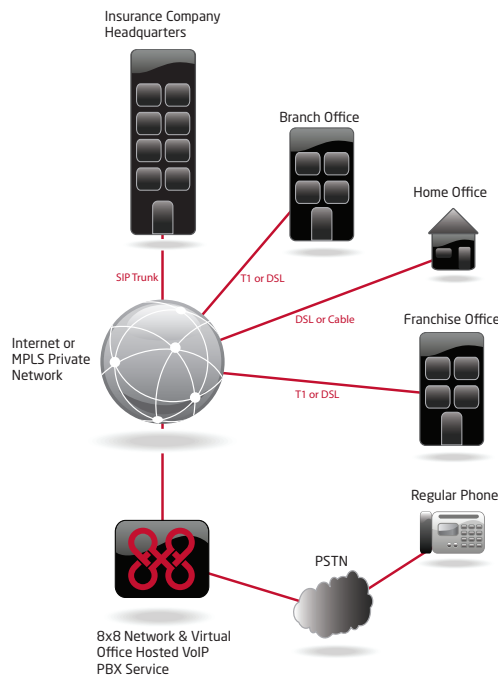 Insurance Company
Headquarters
Branch Office
Home Office
SIP Trunk
T1 or DSL
DSL or Cable
Franchise Office
Internet or
MPLS Private
Network
T1 or DSL
Regular Phone
PSTN
8x8 Network & Virtual
Office Hosted VoIP
PBX Service